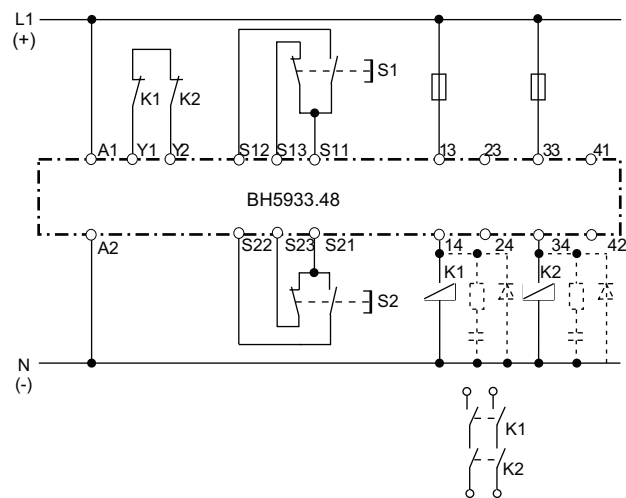 L1
(+)
S1
K1 K2
A1 Y1 Y2 S12 S13 S11 13 23 33 41
BH5933.48
A2 S22 S23 S21 14 24 34 42
K1 K2
S2
N
(-)
K1
K2